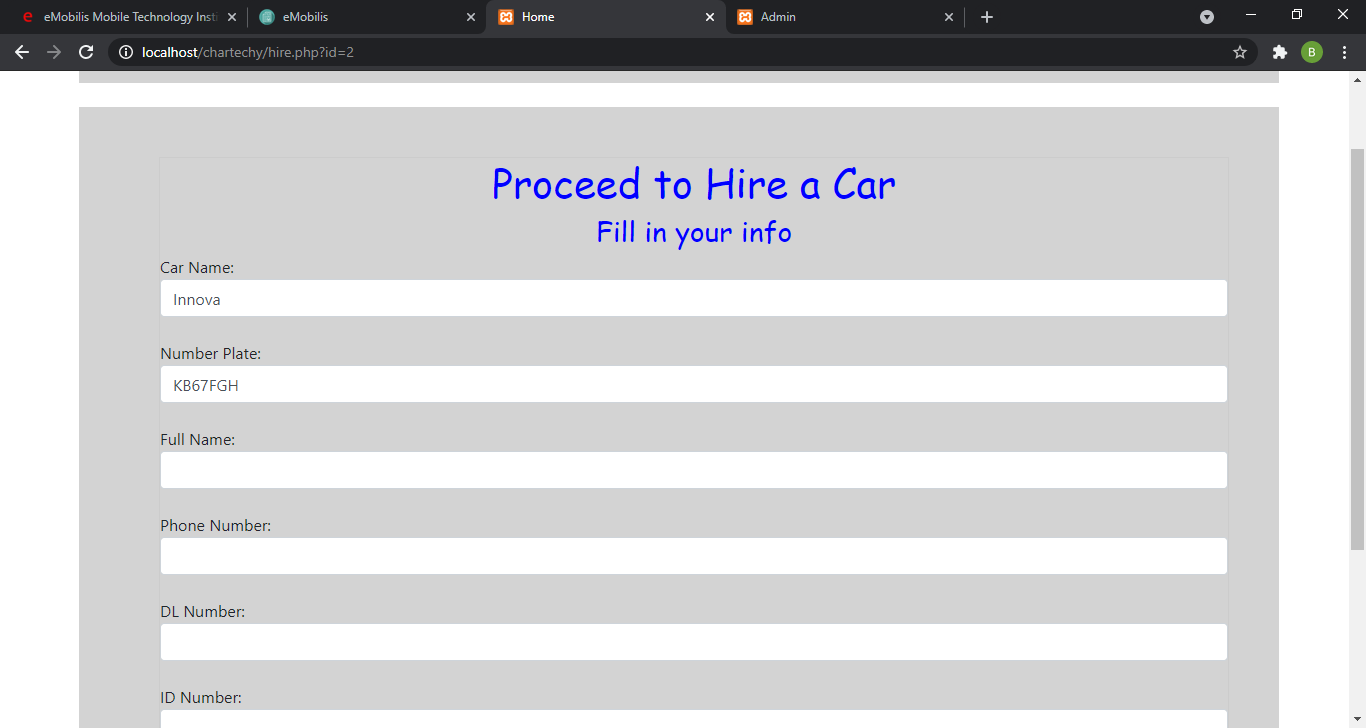 e eMobilis Mobile Technology Insti
eMobilis
Home
Admin
localhost/chartechy/hire.php?id=2
B
Proceed to Hire a Car
Fill in your info
Car Name:
Innova
Number Plate:
KB67FGH
Full Name:
Phone Number:
DL Number:
ID Number: